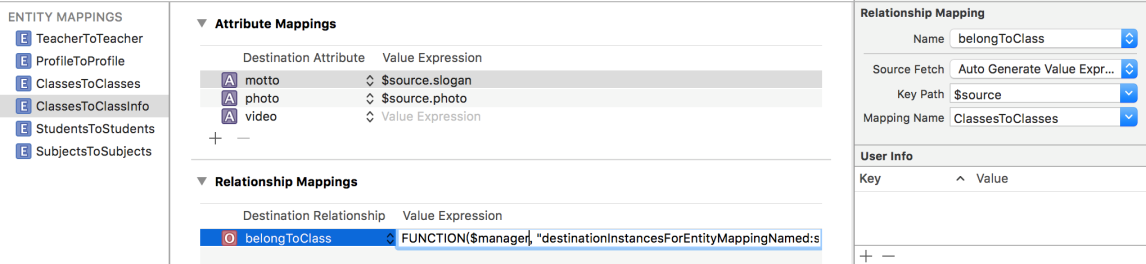 ENTITY MAPPINGS
E TeacherToTeacher
E ProfileToProfile
E ClassesToClasses
E ClassesToClassInfo
E StudentsToStudents
E SubjectsToSubjects
Attribute Mappings
Destination Attribute Value Expression
A motto $source.slogan
A photo $source.photo
A video Value Expression
Relationship Mappings
Destination Relationship Value Expression
O belongToClass FUNCTION($manager, "destinationInstancesForEntityMappingNamed:s
Relationship Mapping
Name belongToClass
Source Fetch Auto Generate Value Expr...
Key Path $source
Mapping Name ClassesToClasses
User Info
Key Value